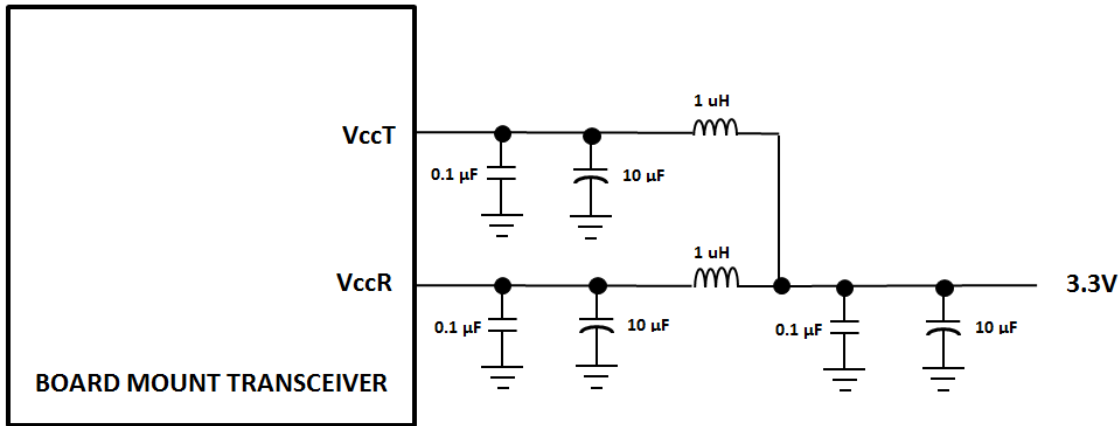 1 uH
VccT
0.1 µF
10 µF
1 uH
VccR
3.3V
0.1 µF
10 µF
0.1 µF
10 µF
BOARD MOUNT TRANSCEIVER